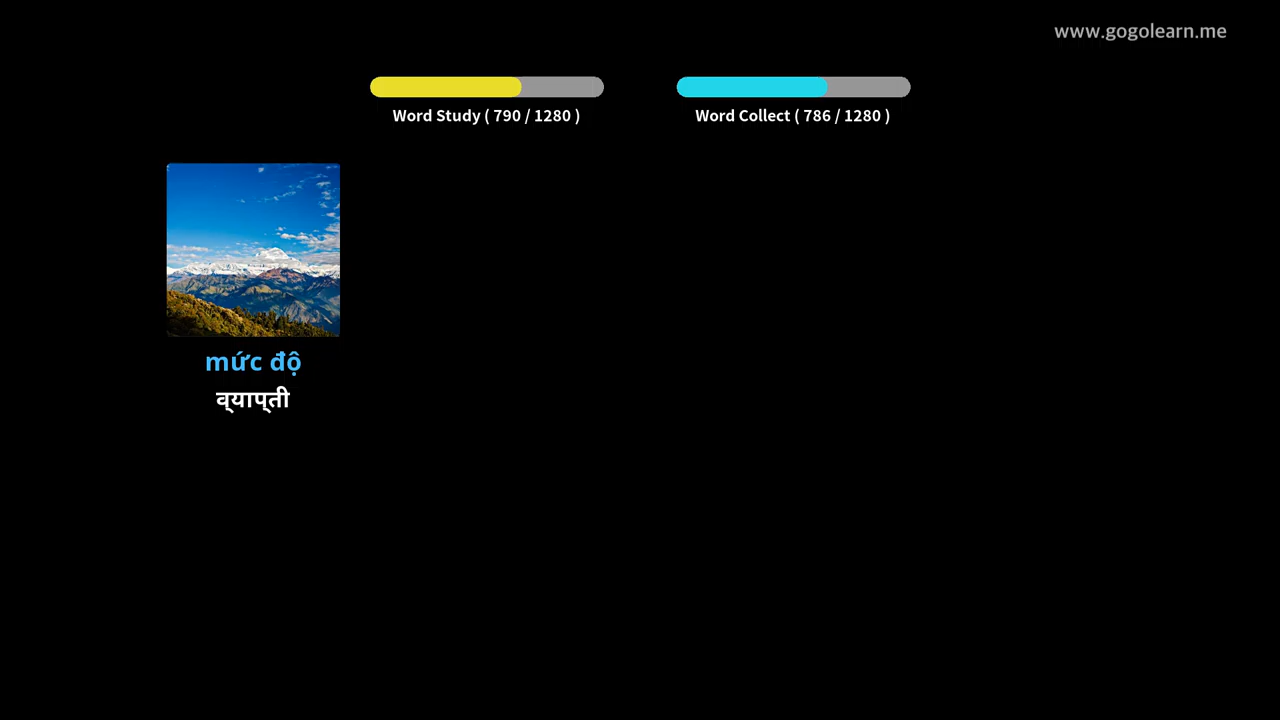 www.gogolearn.me
Word Study ( 790 / 1280 )
Word Collect ( 786 / 1280 )
mức độ
व्याप्ती